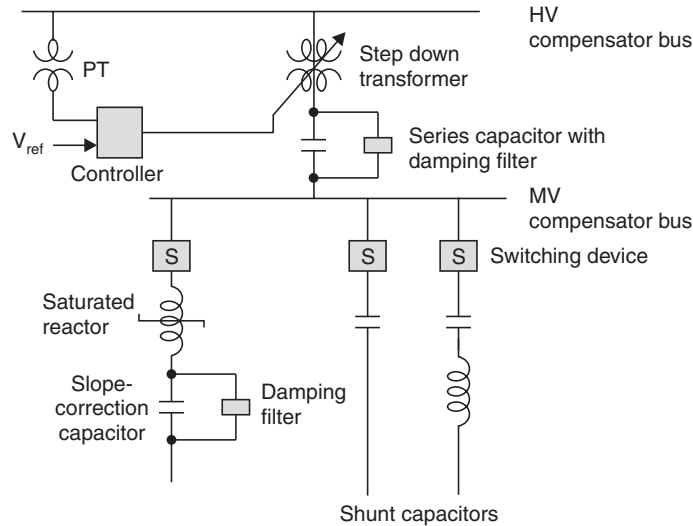 HV
compensator bus
PT
Step down
transformer
V_ref
Controller
Series capacitor with
damping filter
MV
compensator bus
S
S
S
Switching device
Saturated
reactor
Slope-
correction
capacitor
Damping
filter
Shunt capacitors